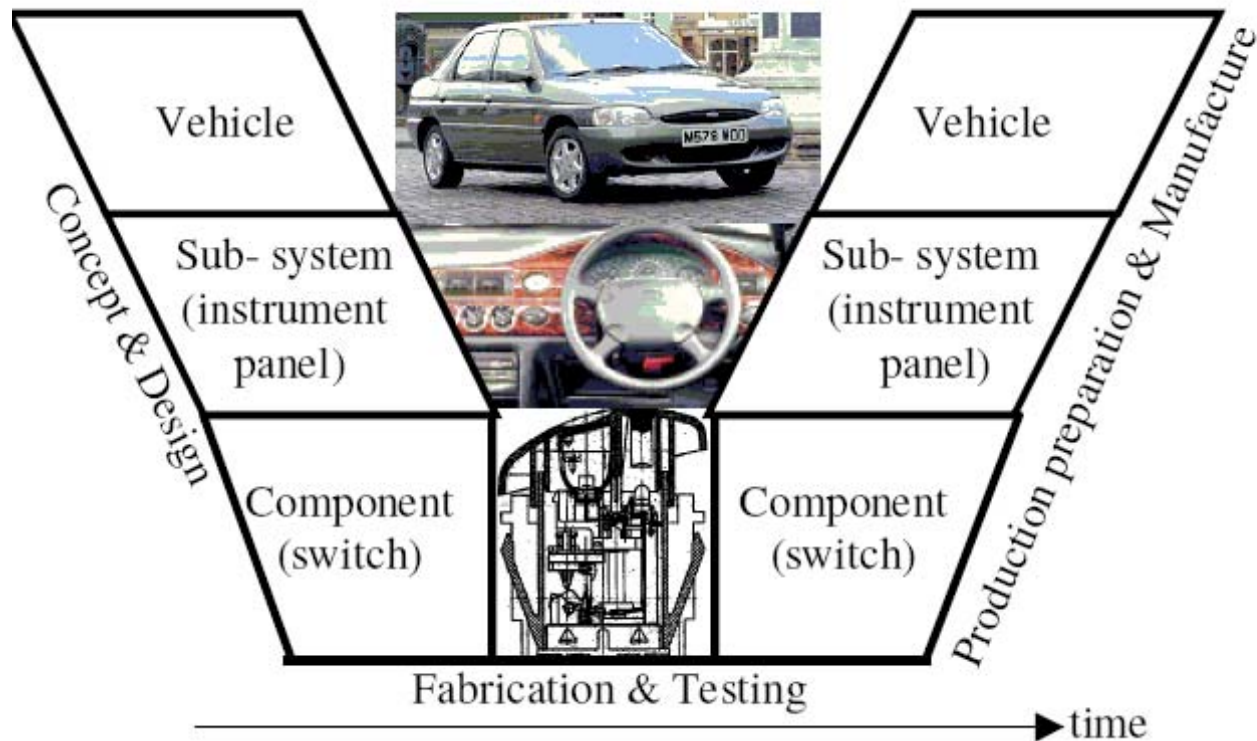 Vehicle
Vehicle
M578 MOO
Concept & Design
Sub- system
(instrument
panel)
Sub- system
(instrument
panel)
Production preparation & Manufacture
Component
(switch)
Component
(switch)
Fabrication & Testing
time